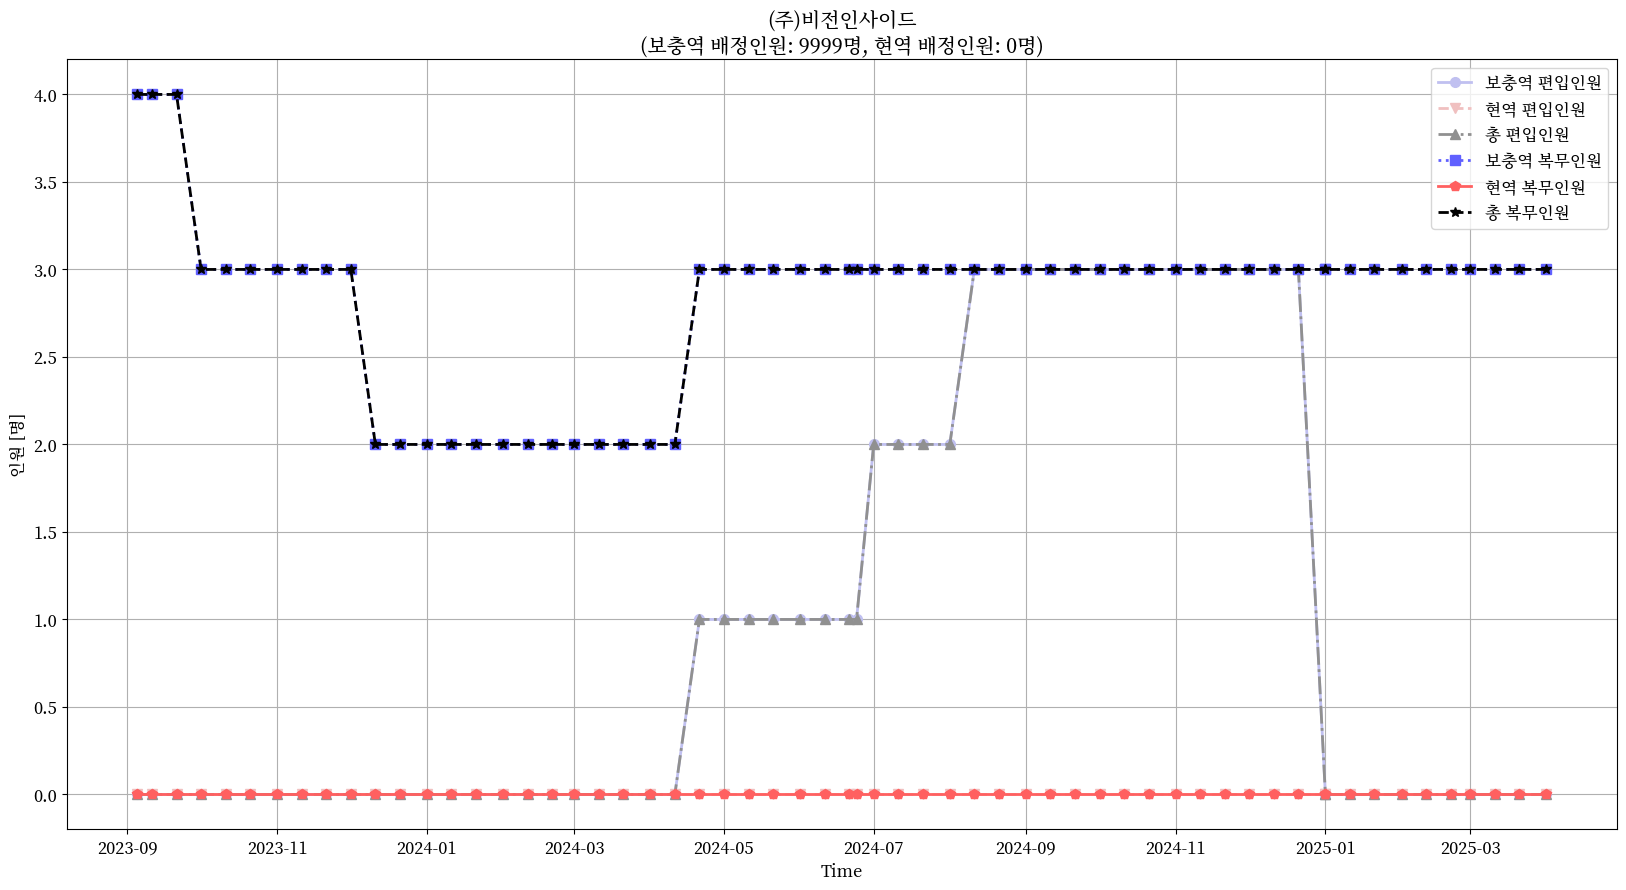 (주)비전인사이드
(보충역 배정인원: 9999명, 현역 배정인원: 0명)
보충역 편입인원
현역 편입인원
총 편입인원
보충역 복무인원
현역 복무인원
총 복무인원
4.0
3.5
3.0
2.5
2.0
1.5
1.0
0.5
0.0
인원 [명]
2023-09 2023-11 2024-01 2024-03 2024-05 2024-07 2024-09 2024-11 2025-01 2025-03
Time